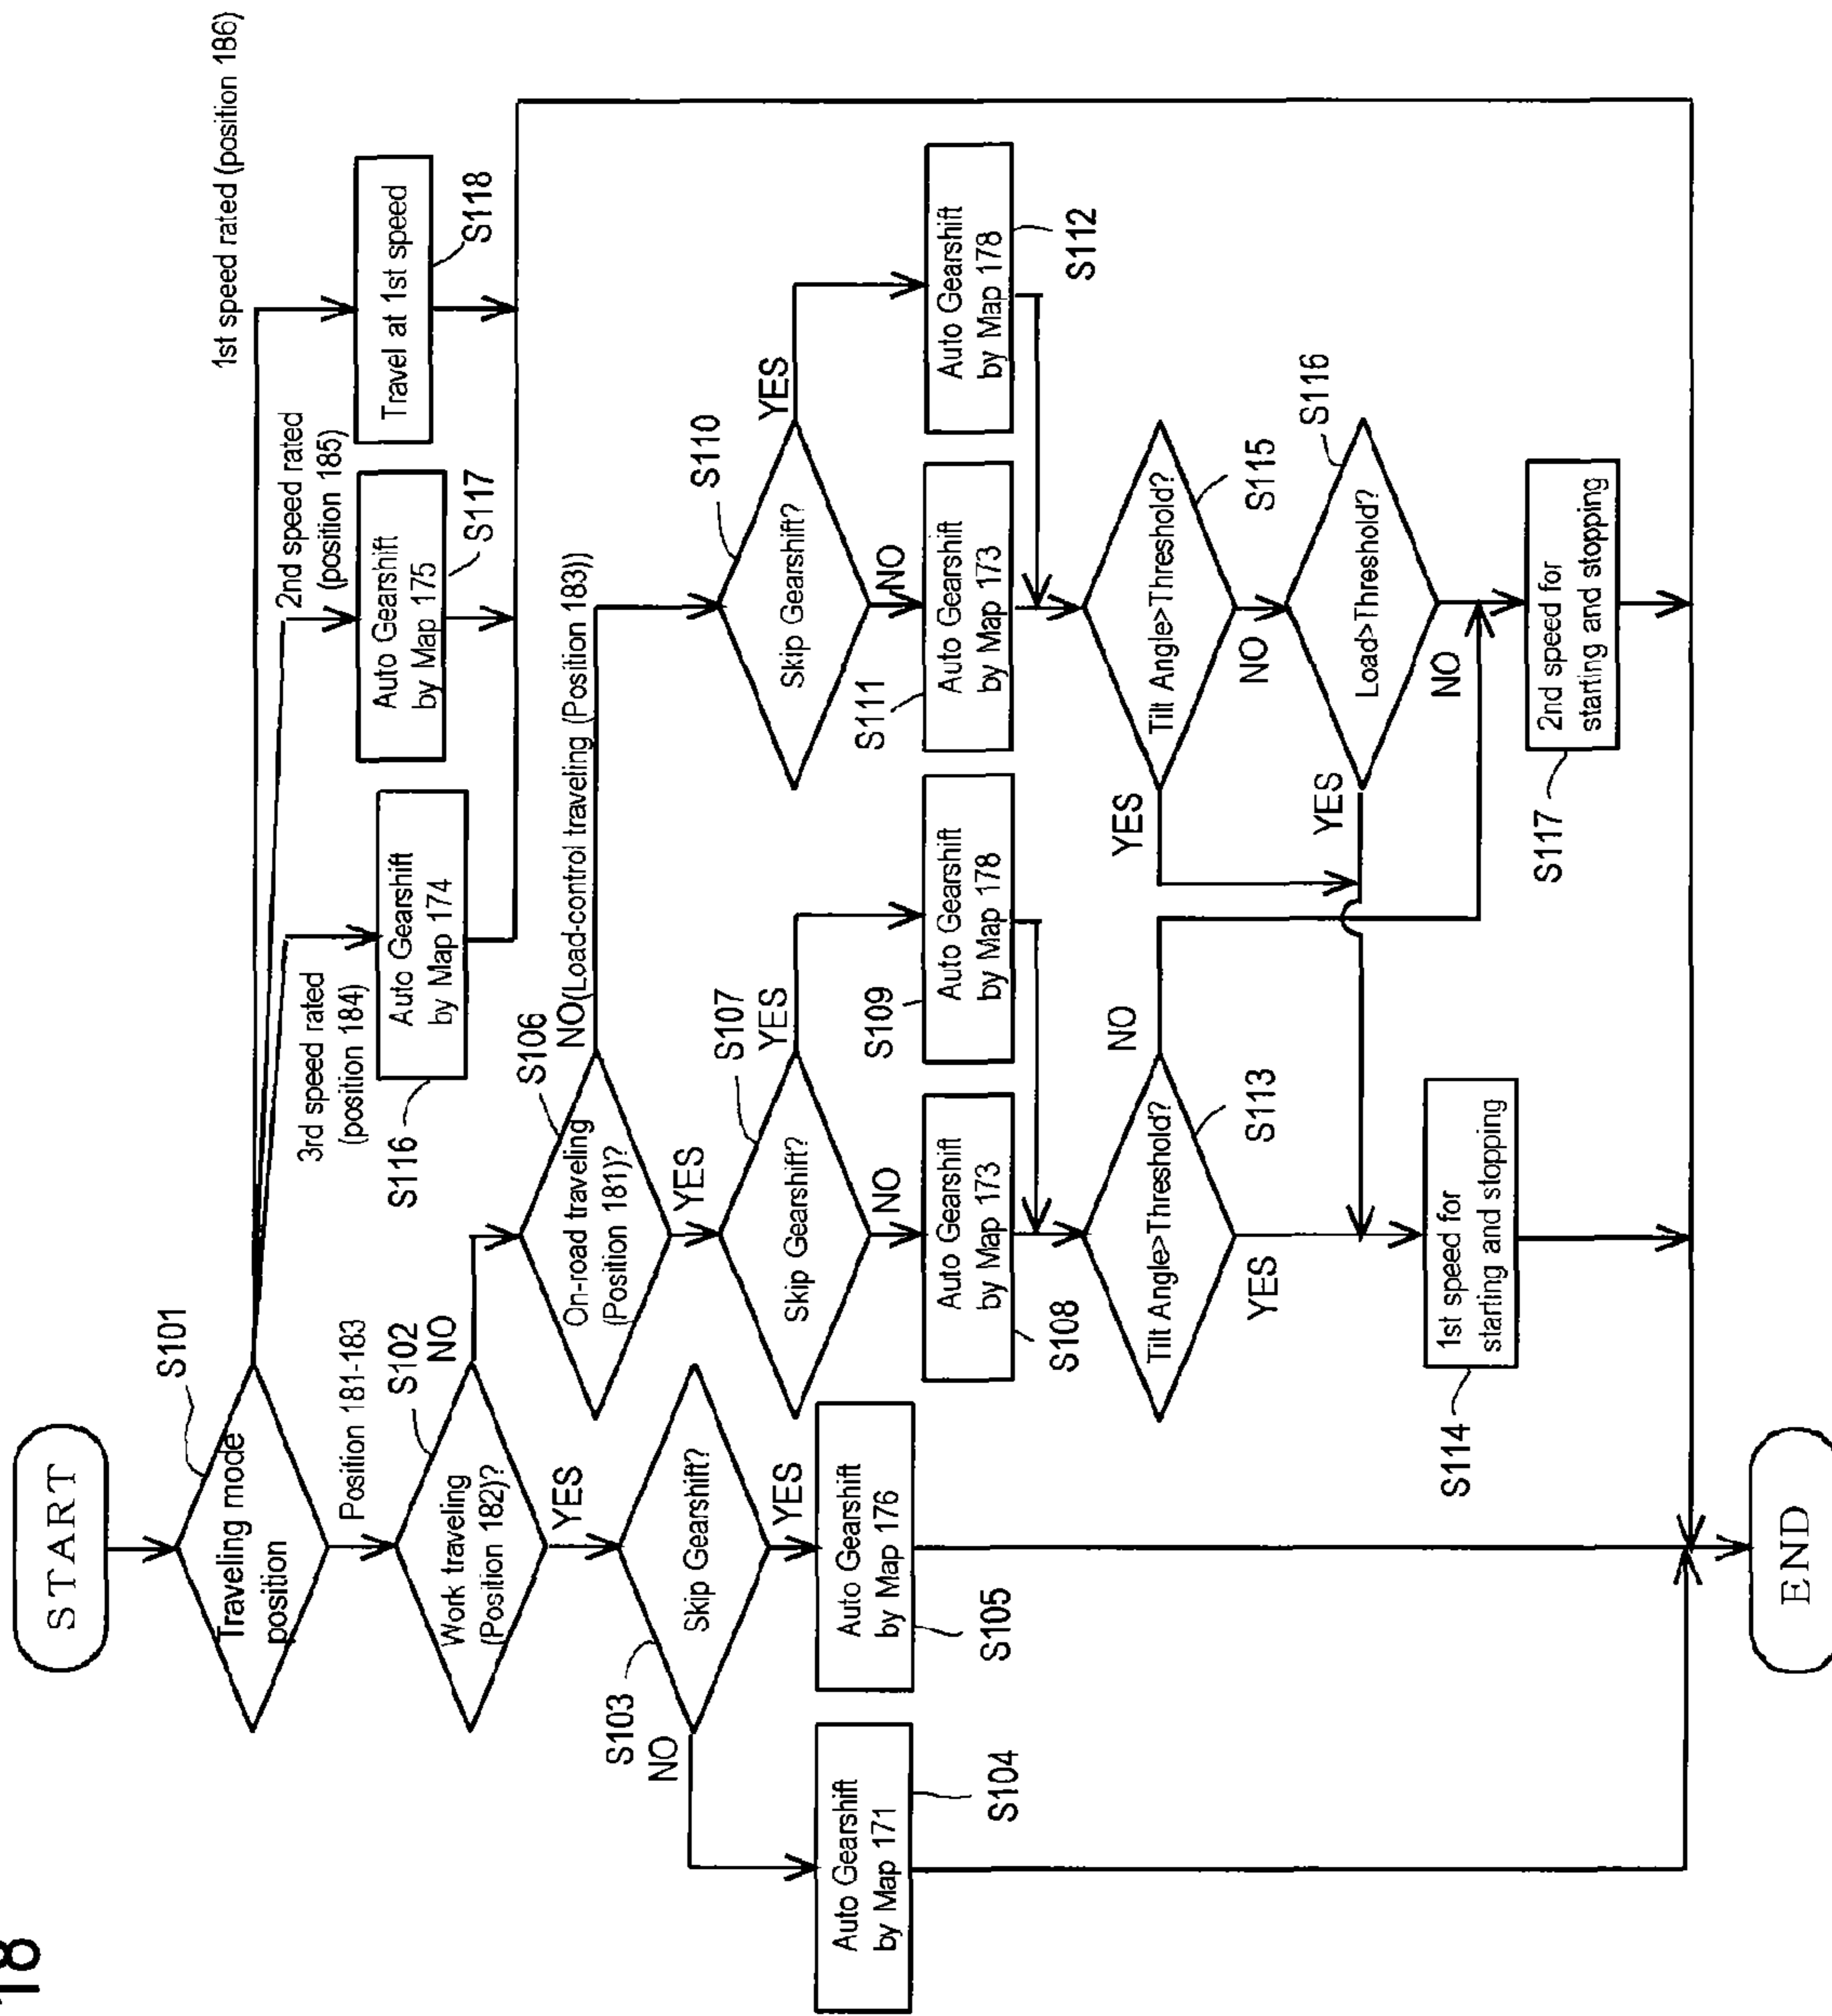 18
START
S101
Traveling mode
position
1st speed rated (position 186)
2nd speed rated
(position 185)
3rd speed rated
(position 184)
Position 181-183
Travel at 1st speed
S118
Auto Gearshift
by Map 175
S117
Auto Gearshift
by Map 174
S116
S102
Work traveling
(Position 182)?
NO
YES
S106
On-road traveling
(Position 181)?
NO(Load-control traveling (Position 183))
YES
S103
Skip Gearshift?
NO
YES
S107
Skip Gearshift?
YES
NO
S110
Skip Gearshift?
YES
NO
Auto Gearshift
by Map 171
S104
Auto Gearshift
by Map 176
S105
Auto Gearshift
by Map 173
S108
Auto Gearshift
by Map 178
S109
Auto Gearshift
by Map 173
S111
Auto Gearshift
by Map 178
S112
Tilt Angle>Threshold?
S113
NO
YES
Tilt Angle>Threshold?
S115
YES
NO
Load>Threshold?
S116
YES
NO
1st speed for
starting and stopping
S114
2nd speed for
starting and stopping
S117
END